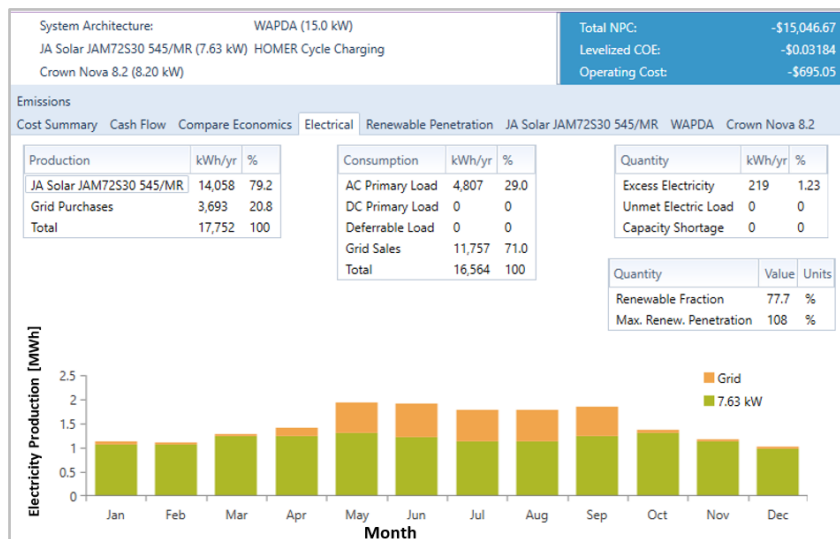 System Architecture: WAPDA (15.0 kW)
JA Solar JAM72S30 545/MR (7.63 kW) HOMER Cycle Charging
Crown Nova 8.2 (8.20 kW)
Total NPC: -$15,046.67
Levelized COE: -$0.03184
Operating Cost: -$695.05
Emissions
Cost Summary Cash Flow Compare Economics Electrical Renewable Penetration JA Solar JAM72S30 545/MR WAPDA Crown Nova 8.2
Production kWh/yr %
JA Solar JAM72S30 545/MR 14,058 79.2
Grid Purchases 3,693 20.8
Total 17,752 100
Consumption kWh/yr %
AC Primary Load 4,807 29.0
DC Primary Load 0 0
Deferrable Load 0 0
Grid Sales 11,757 71.0
Total 16,564 100
Quantity kWh/yr %
Excess Electricity 219 1.23
Unmet Electric Load 0 0
Capacity Shortage 0 0
Quantity Value Units
Renewable Fraction 77.7 %
Max. Renew. Penetration 108 %
Electricity Production [MWh]
2.5
2
1.5
1
0.5
0
Grid
7.63 kW
Jan Feb Mar Apr May Jun Jul Aug Sep Oct Nov Dec
Month